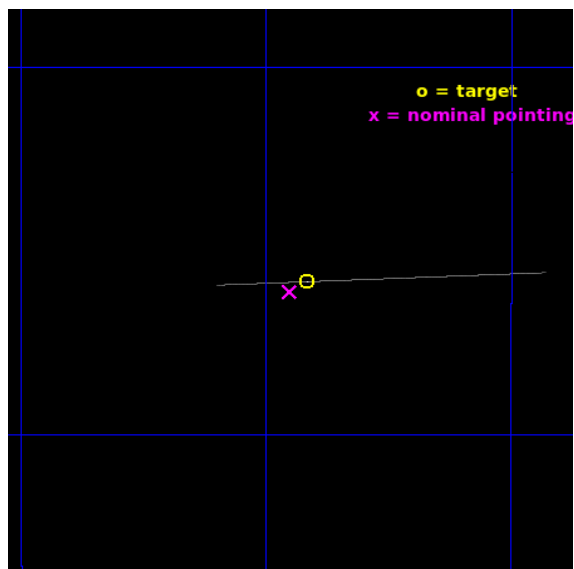 o = target
x = nominal pointing